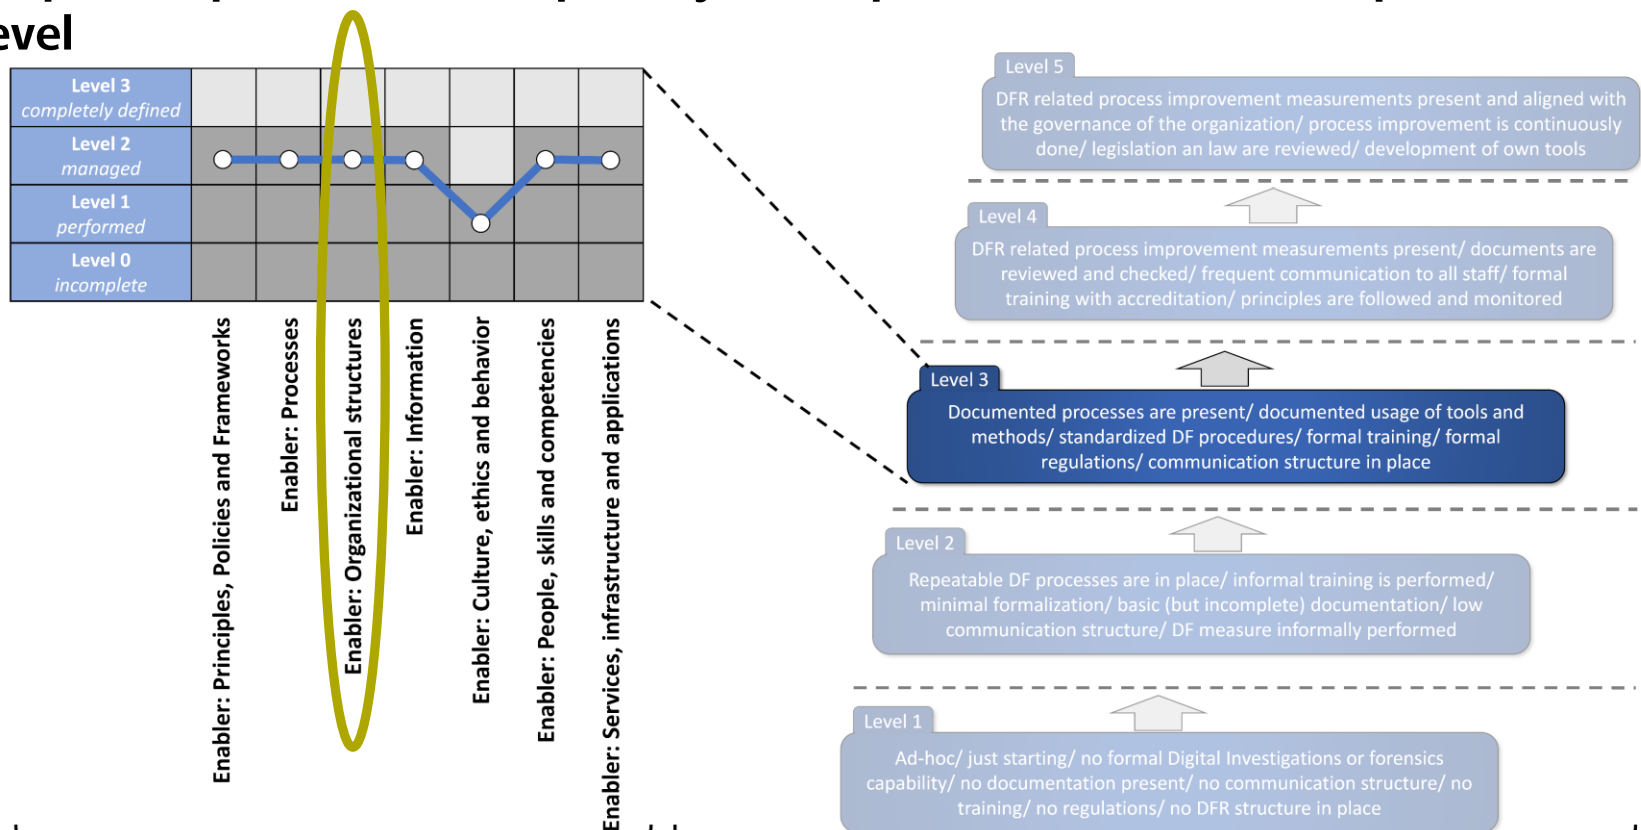 evel
Level 3
completely defined
Level 2
managed
Level 1
performed
Level 0
incomplete
Enabler: Principles, Policies and Frameworks
Enabler: Processes
Enabler: Organizational structures
Enabler: Information
Enabler: Culture, ethics and behavior
Enabler: People, skills and competencies
Enabler: Services, infrastructure and applications
Level 5
DFR related process improvement measurements present and aligned with
the governance of the organization/ process improvement is continuously
done/ legislation an law are reviewed/ development of own tools
Level 4
DFR related process improvement measurements present/ documents are
reviewed and checked/ frequent communication to all staff/ formal
training with accreditation/ principles are followed and monitored
Level 3
Documented processes are present/ documented usage of tools and
methods/ standardized DF procedures/ formal training/ formal
regulations/ communication structure in place
Level 2
Repeatable DF processes are in place/ informal training is performed/
minimal formalization/ basic (but incomplete) documentation/ low
communication structure/ DF measure informally performed
Level 1
Ad-hoc/ just starting/ no formal Digital Investigations or forensics
capability/ no documentation present/ no communication structure/ no
training/ no regulations/ no DFR structure in place